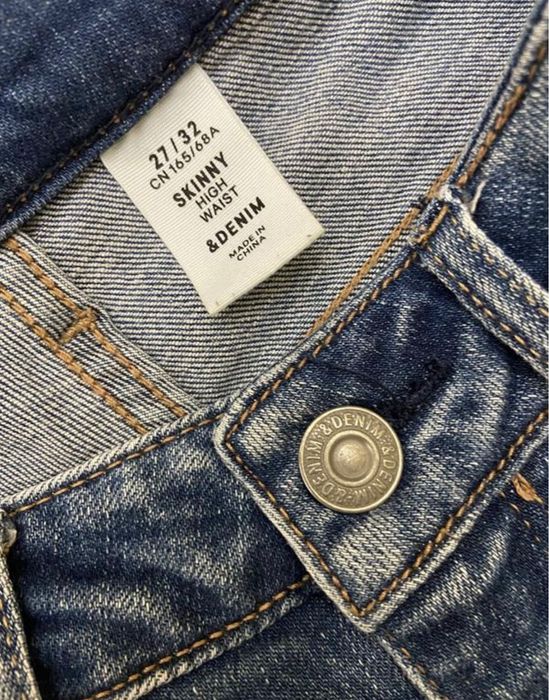 27/32
CN 165/68A
SKINNY
HIGH
WAIST
&DENIM
MADE IN
CHINA
&DENIM&DENIM&DENIM